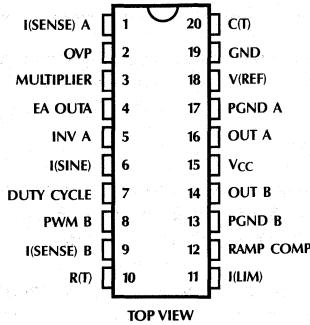 I(SENSE) A 1 20 C(T)
OVP 2 19 GND
MULTIPLIER 3 18 V(REF)
EA OUTA 4 17 PGND A
INV A 5 16 OUT A
I(SINE) 6 15 VCC
DUTY CYCLE 7 14 OUT B
PWM B 8 13 PGND B
I(SENSE) B 9 12 RAMP COMP
R(T) 10 11 I(LIM)
TOP VIEW